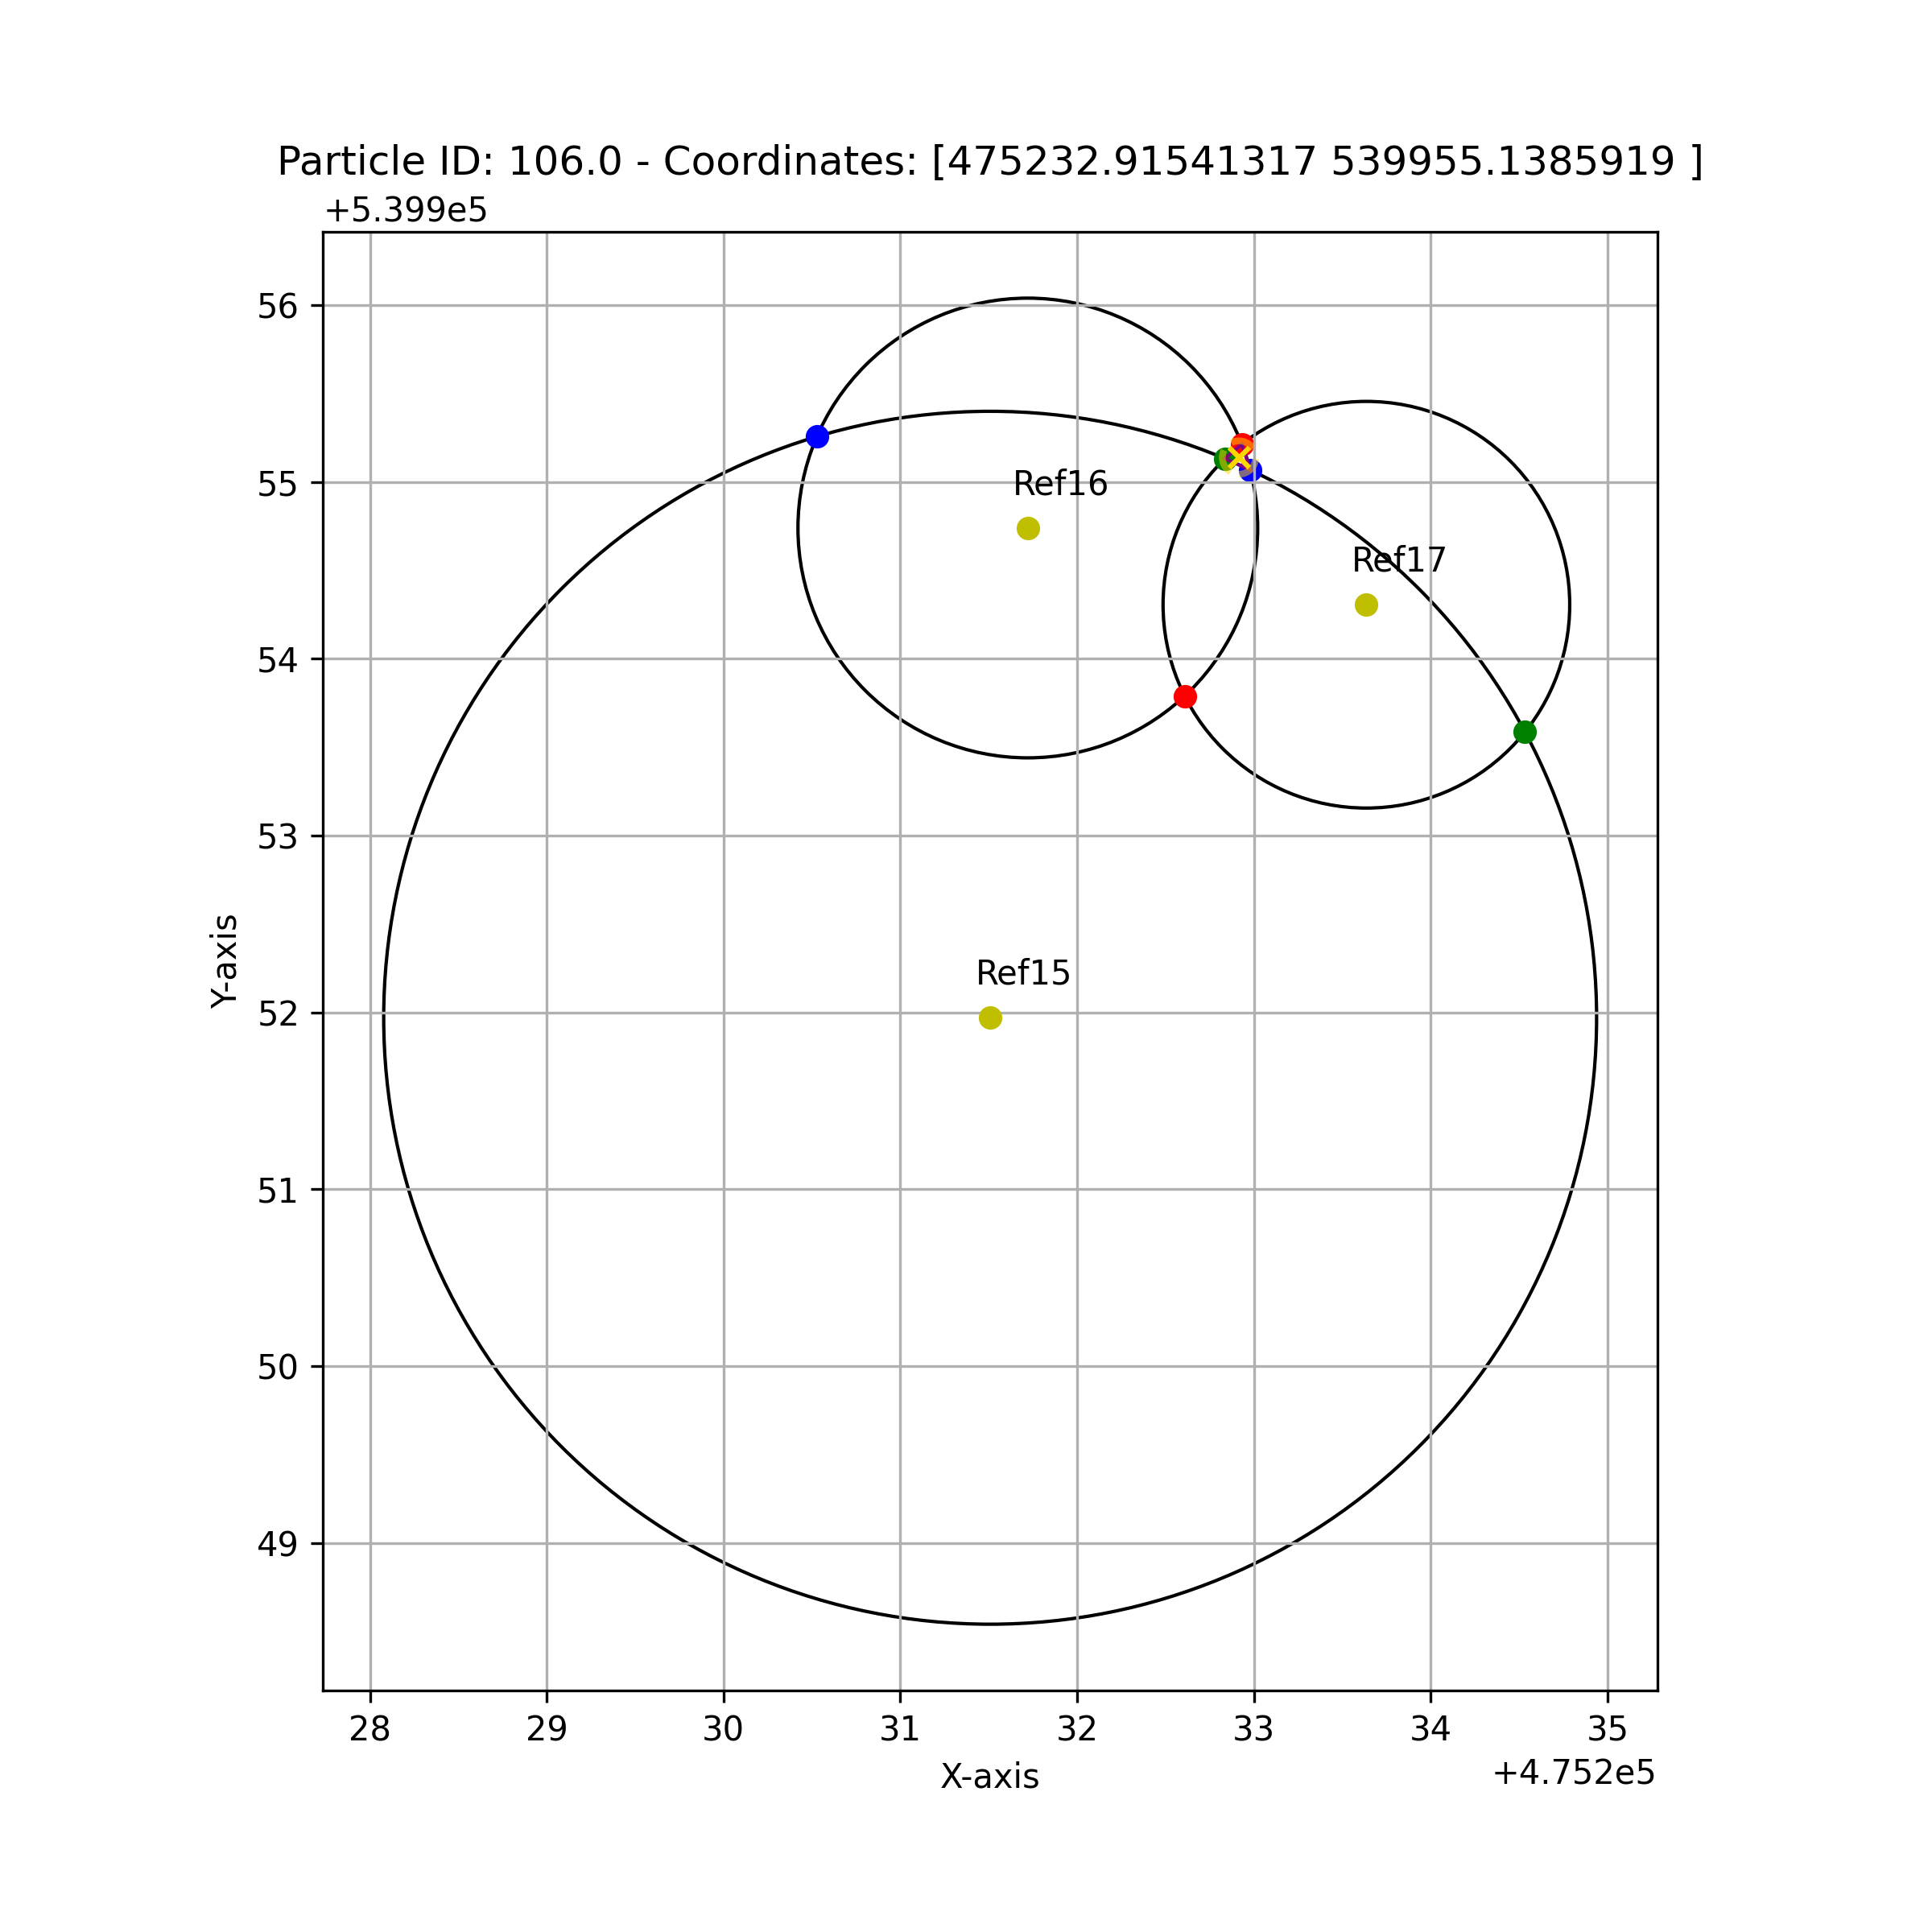 Particle ID: 106.0 - Coordinates: [475232.91541317 539955.1385919 ]
+5.399e5
56
55
54
53
52
51
50
49
Y-axis
Ref16
Ref17
Ref15
28 29 30 31 32 33 34 35
X-axis
+4.752e5